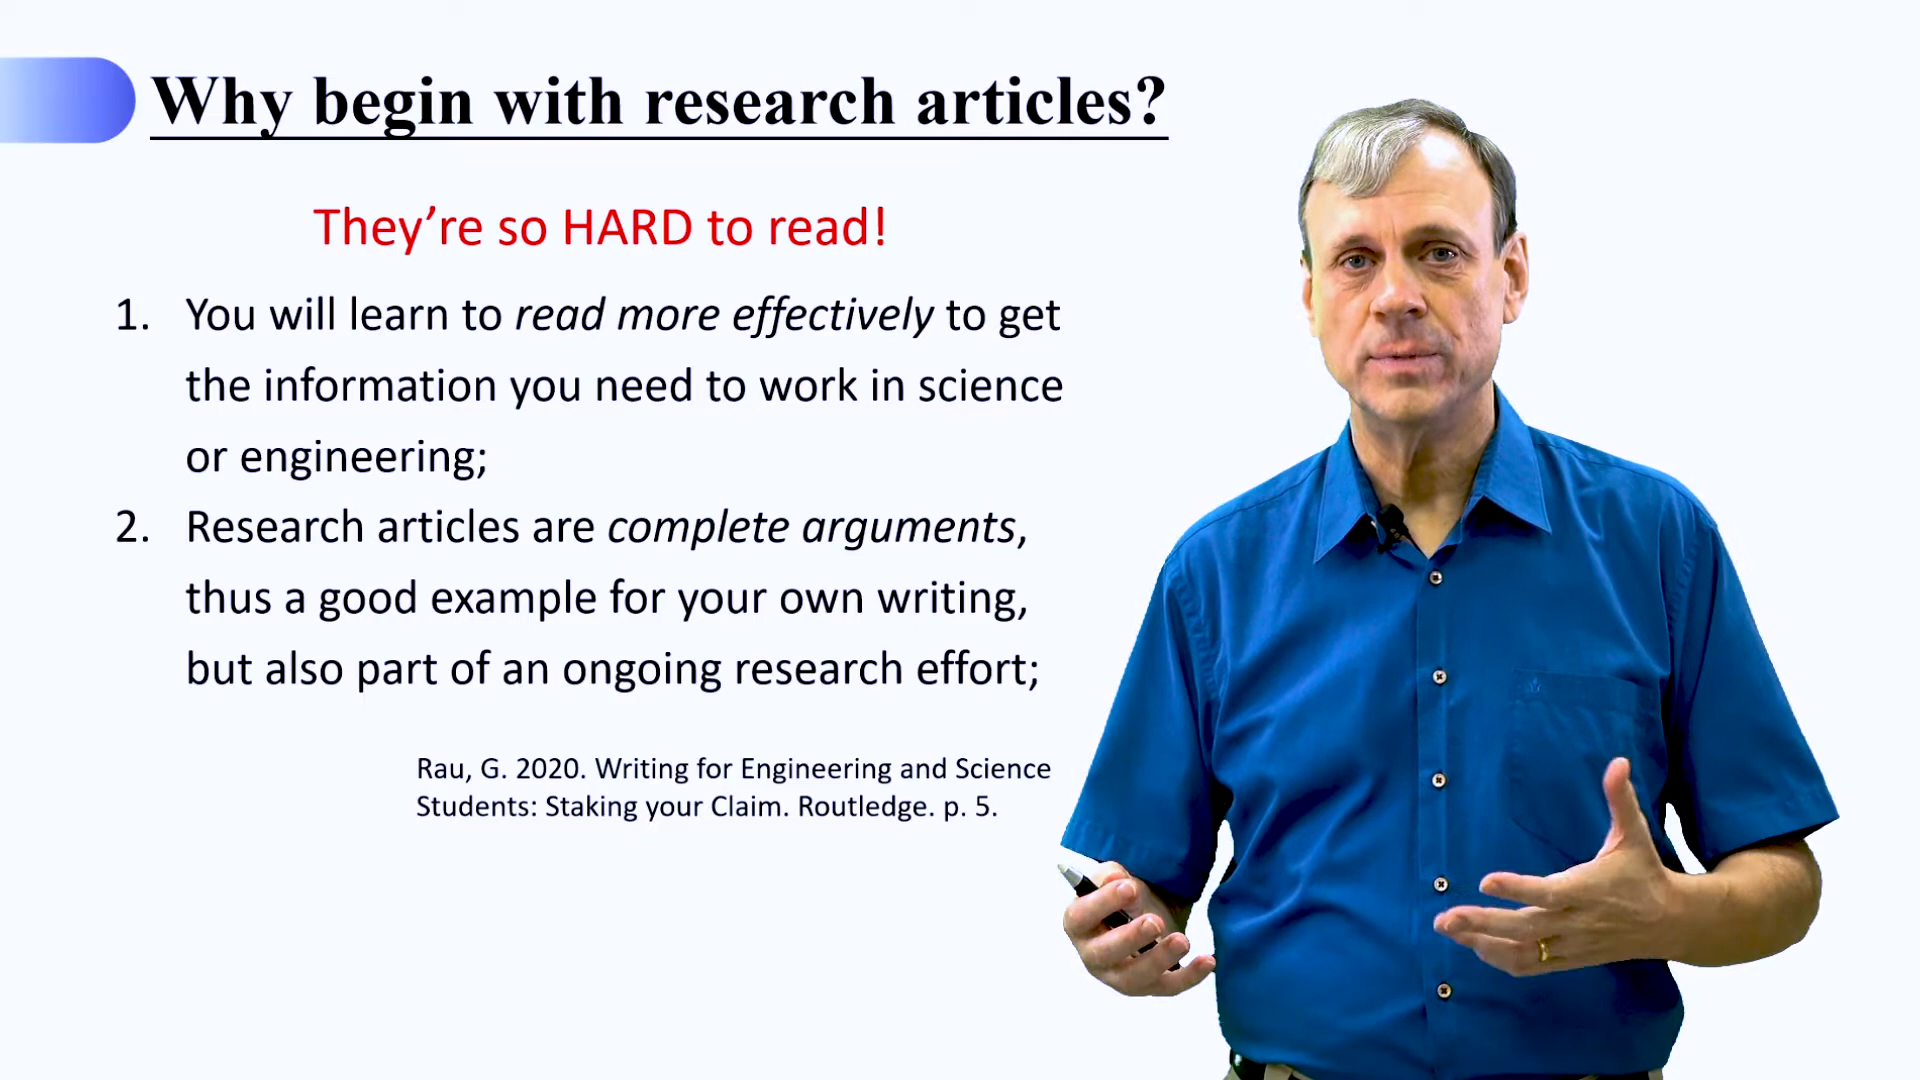 Why begin with research articles?
They’re so HARD to read!
1. You will learn to read more effectively to get
the information you need to work in science
or engineering;
2. Research articles are complete arguments,
thus a good example for your own writing,
but also part of an ongoing research effort;
Rau, G. 2020. Writing for Engineering and Science
Students: Staking your Claim. Routledge. p. 5.